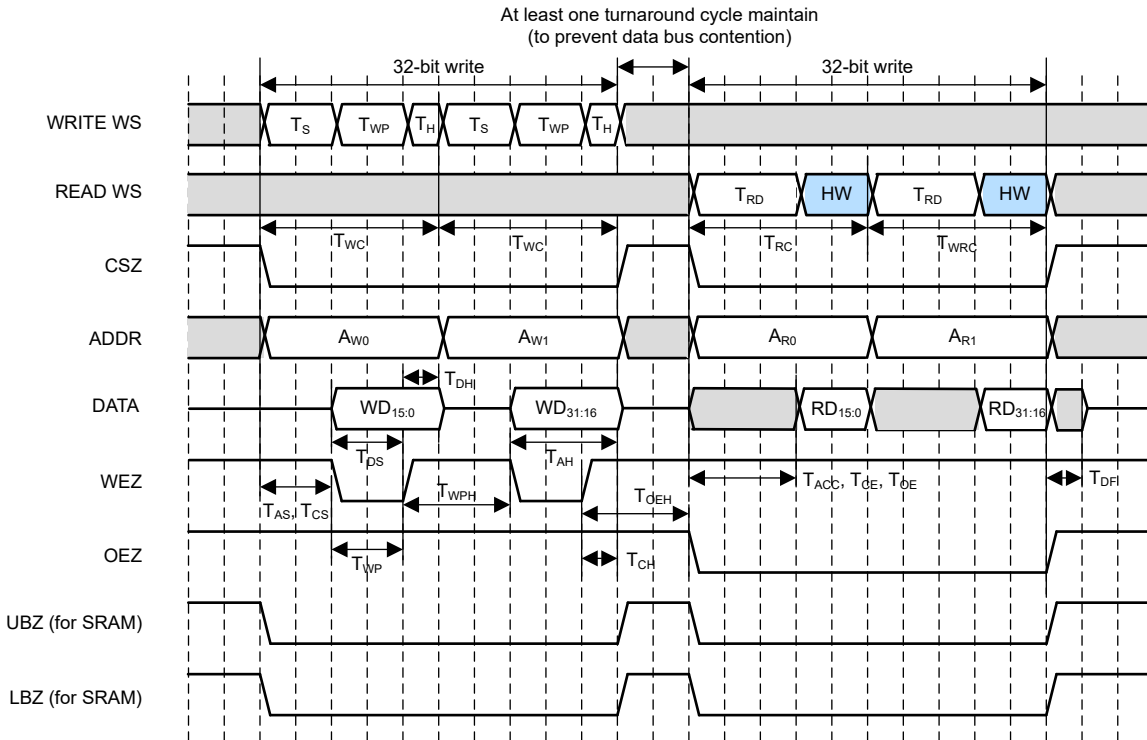 At least one turnaround cycle maintain
(to prevent data bus contention)
32-bit write 32-bit write
WRITE WS TS TWP TH TS TWP TH
READ WS TRD HW TRD HW
TWC TWC TRC TWRC
CSZ
ADDR AW0 AW1 AR0 AR1
TDH
DATA WD15:0 WD31:16 RD15:0 RD31:16
TDS TAH
WEZ TWPH TOEH TACC, TCE, TOE TDF
TAS, TCS
OEZ TWP TCH
UBZ (for SRAM)
LBZ (for SRAM)